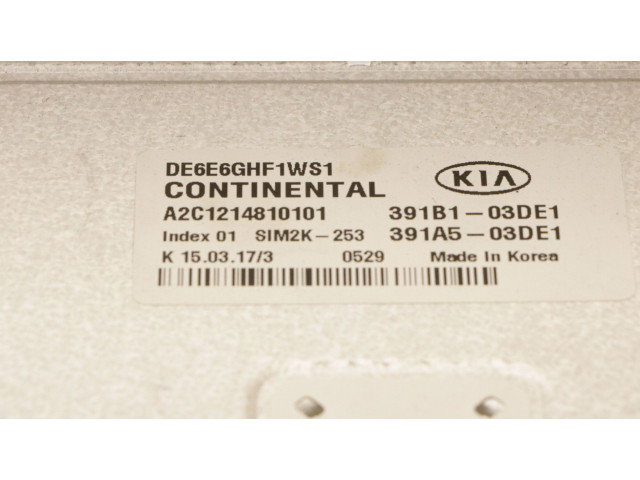 DE6E6GHF1WS1
CONTINENTAL KIA
A2C1214810101 391B1-03DE1
Index 01 SIM2K-253 391A5-03DE1
K 15.03.17/3 0529 Made In Korea